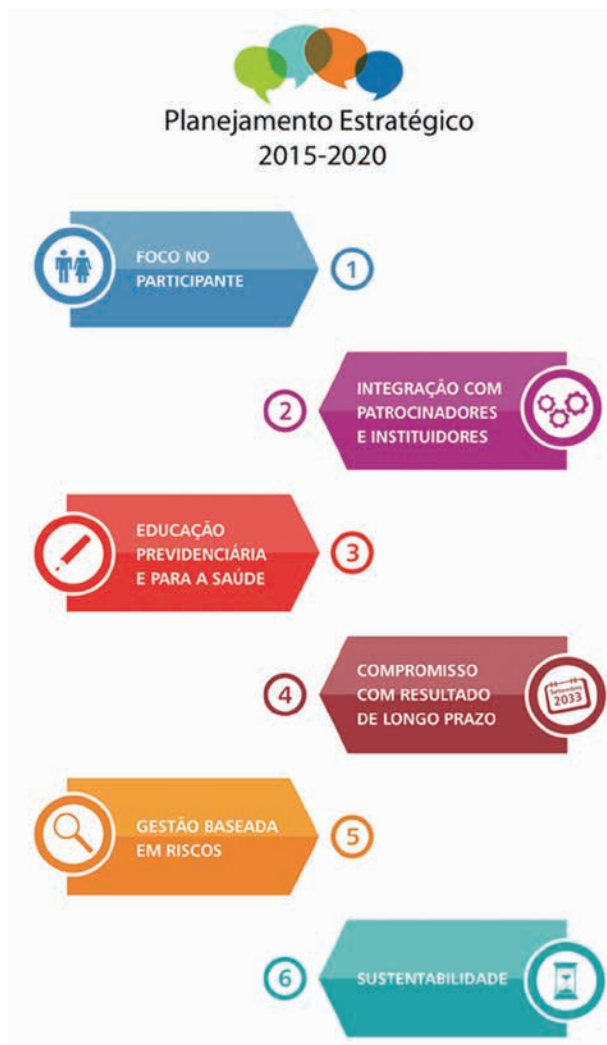 Planejamento Estratégico
2015-2020
FOCO NO
PARTICIPANTE
1
2
INTEGRAÇÃO COM
PATROCINADORES
E INSTITUIDORES
EDUCAÇÃO
PREVIDENCIÁRIA
E PARA A SAÚDE
3
4
COMPROMISSO
COM RESULTADO
DE LONGO PRAZO
Setembro
2033
GESTÃO BASEADA
EM RISCOS
5
6
SUSTENTABILIDADE